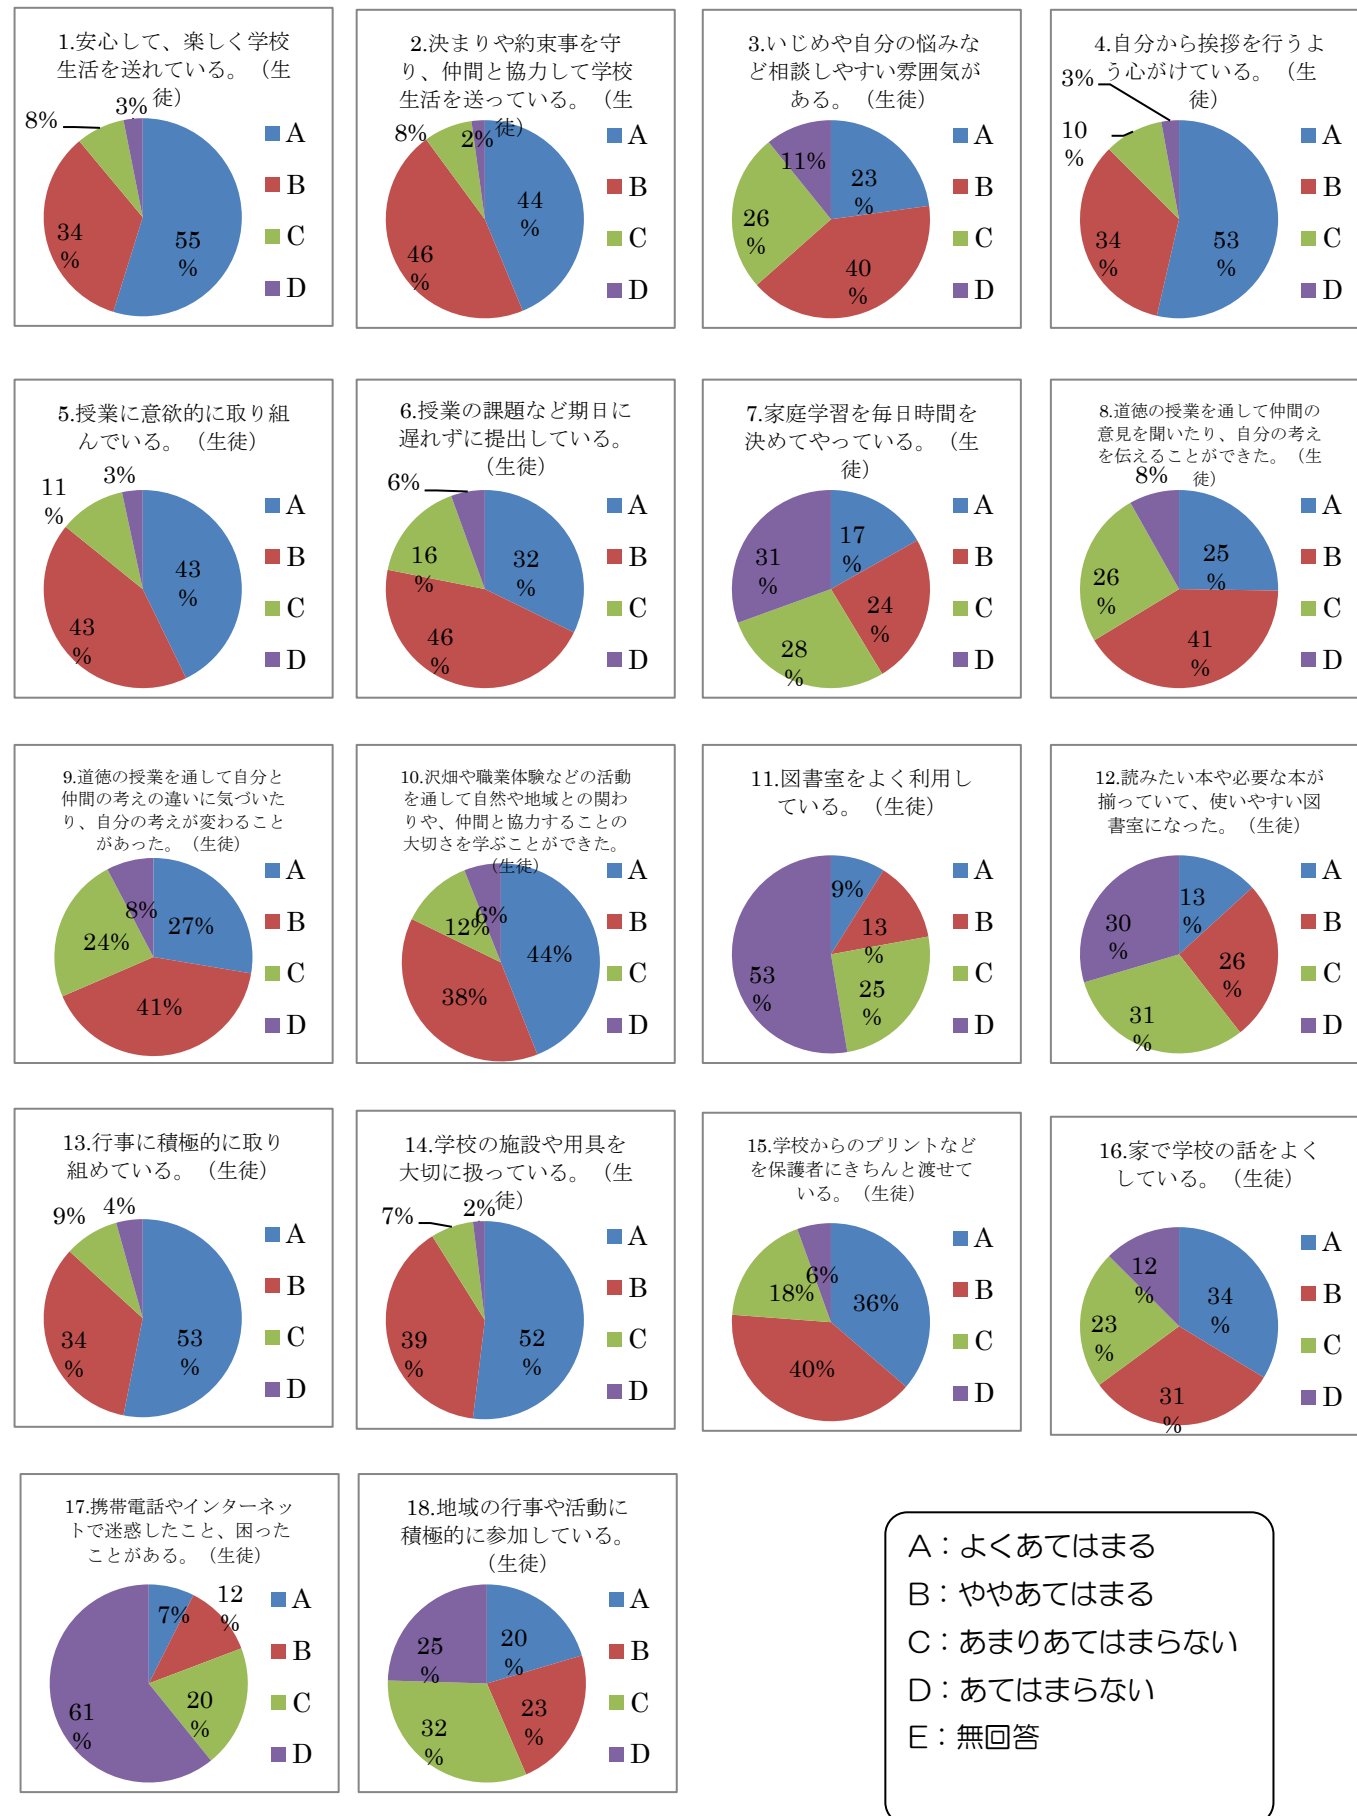 1.安心して、楽しく学校
生活を送れている。（生
徒）
3%
8%
34
%
55
%
A
B
C
D
2.決まりや約束事を守
り、仲間と協力して学校
生活を送っている。（生
徒）
8%
2%
44
%
46
%
A
B
C
D
3.いじめや自分の悩みな
ど相談しやすい雰囲気が
ある。（生徒）
11%
23
%
26
%
40
%
A
B
C
D
4.自分から挨拶を行うよ
う心がけている。（生
徒）
3%
10
%
34
%
53
%
A
B
C
D
5.授業に意欲的に取り組
んでいる。（生徒）
3%
11
%
43
%
43
%
A
B
C
D
6.授業の課題など期日に
遅れずに提出している。
（生徒）
6%
16
%
32
%
46
%
A
B
C
D
7.家庭学習を毎日時間を
決めてやっている。（生
徒）
17
%
31
%
24
%
28
%
A
B
C
D
8.道徳の授業を通して仲間の
意見を聞いたり、自分の考え
を伝えることができた。（生
徒）
8%
25
%
26
%
41
%
A
B
C
D
9.道徳の授業を通して自分と
仲間の考えの違いに気づいた
り、自分の考えが変わること
があった。（生徒）
8%
27%
24%
41%
A
B
C
D
10.沢畑や職業体験などの活動
を通して自然や地域との関わ
りや、仲間と協力することの
大切さを学ぶことができた。
（生徒）
6%
12%
44%
38%
A
B
C
D
11.図書室をよく利用し
ている。（生徒）
9%
13
%
53
%
25
%
A
B
C
D
12.読みたい本や必要な本が
揃っていて、使いやすい図
書室になった。（生徒）
13
%
30
%
26
%
31
%
A
B
C
D
13.行事に積極的に取り
組めている。（生徒）
4%
9%
34
%
53
%
A
B
C
D
14.学校の施設や用具を
大切に扱っている。（生
徒）
2%
7%
39
%
52
%
A
B
C
D
15.学校からのプリントなど
を保護者にきちんと渡せて
いる。（生徒）
6%
18%
36%
40%
A
B
C
D
16.家で学校の話をよく
している。（生徒）
12
%
34
%
23
%
31
%
A
B
C
D
17.携帯電話やインターネッ
トで迷惑したこと、困った
ことがある。（生徒）
7%
12
%
20
%
61
%
A
B
C
D
18.地域の行事や活動に
積極的に参加している。
（生徒）
25
%
20
%
32
%
23
%
A
B
C
D
A：よくあてはまる
B：ややあてはまる
C：あまりあてはまらない
D：あてはまらない
E：無回答